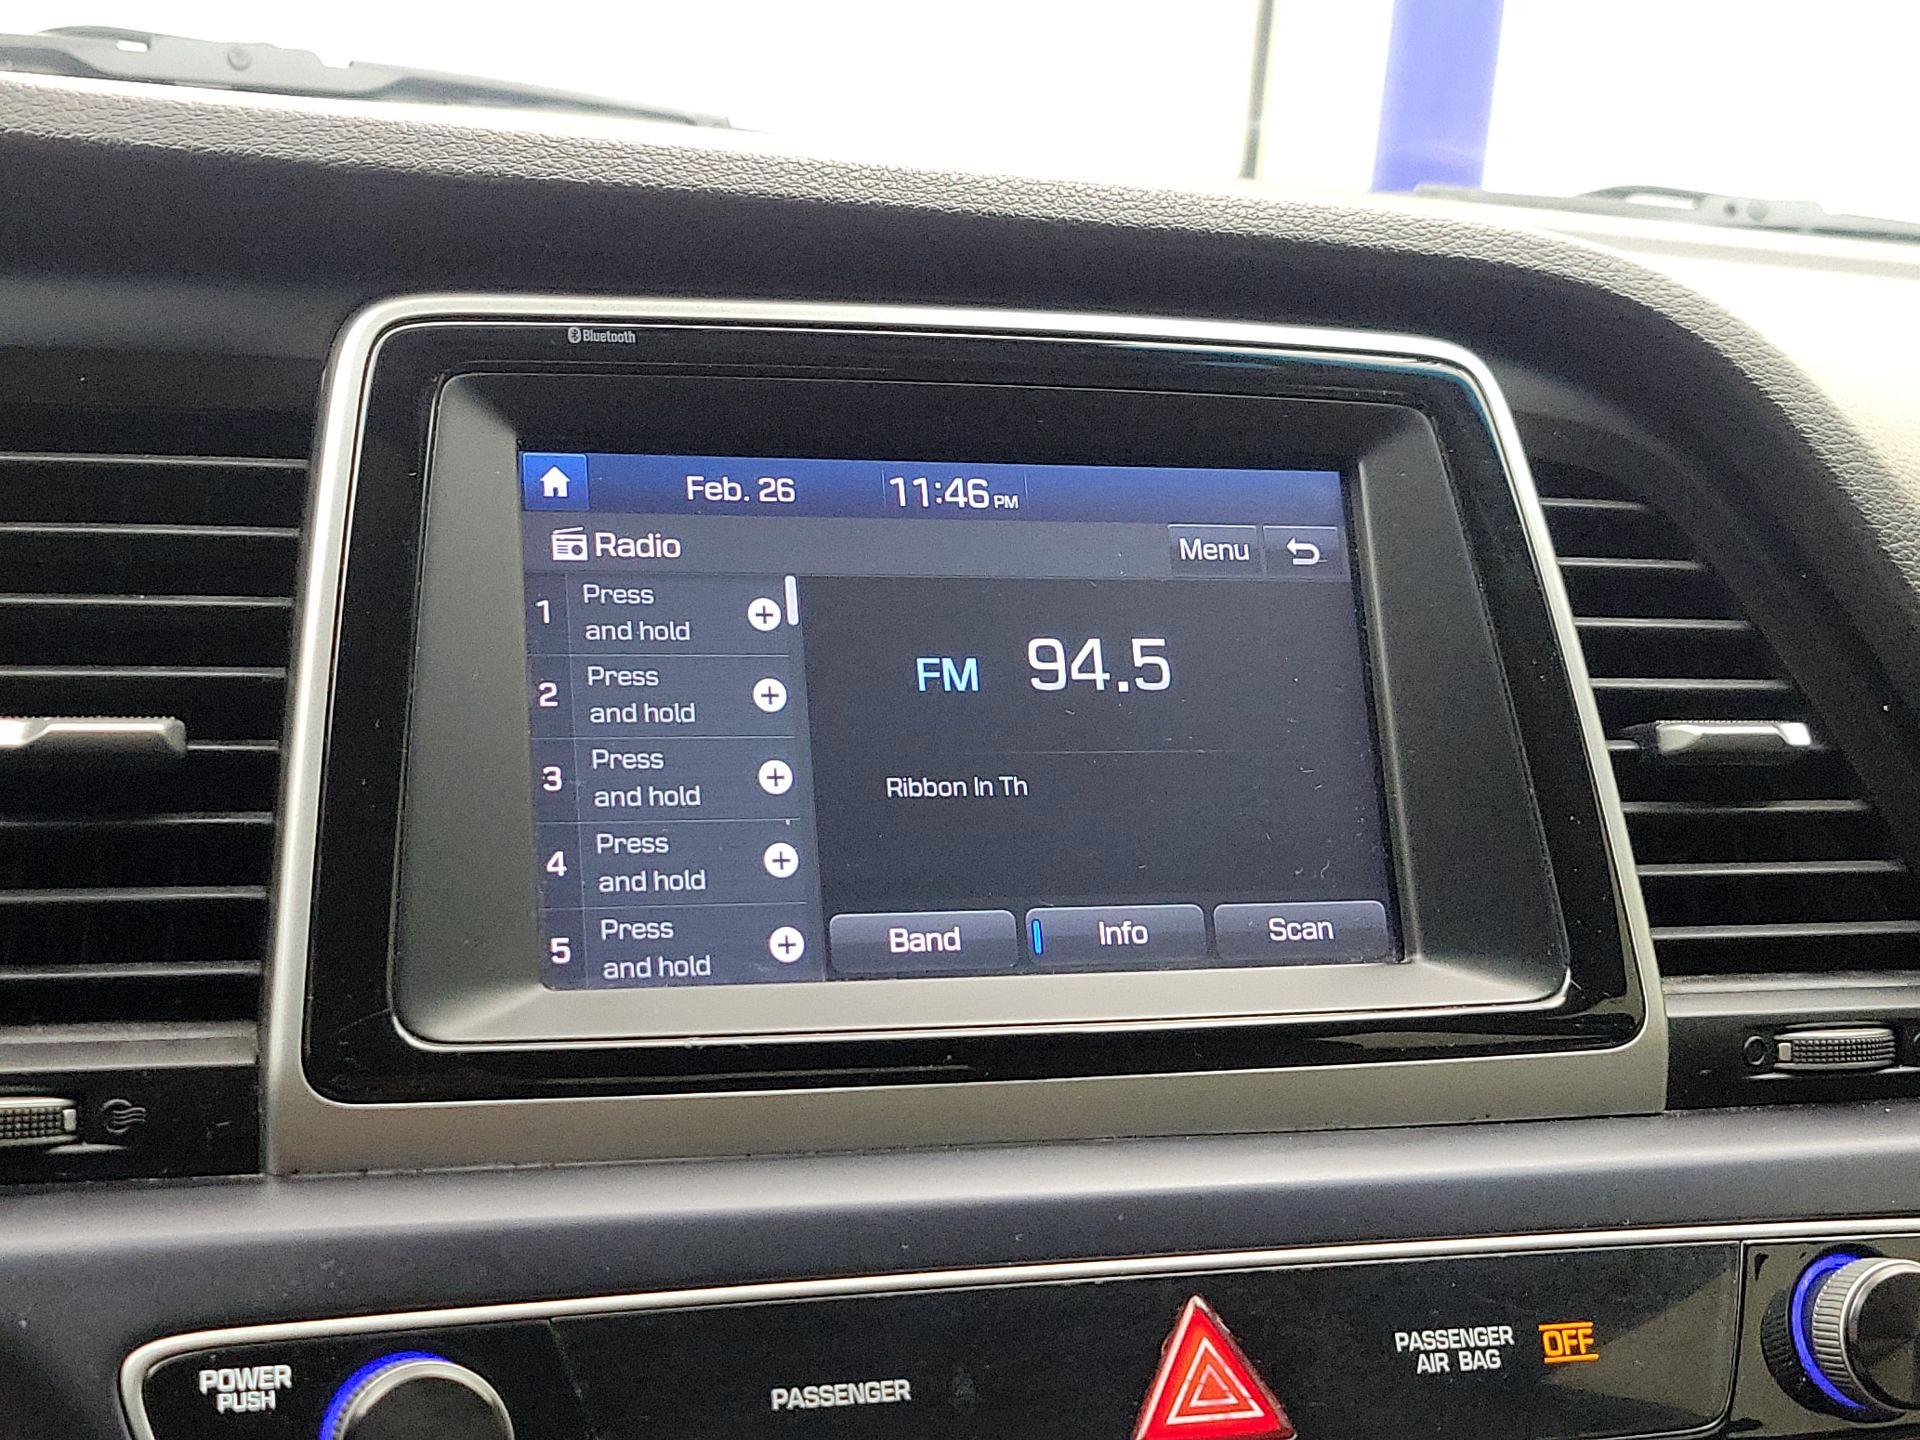 Bluetooth
Feb. 26 11:46 PM
Radio Menu
1 Press
and hold
2 Press
and hold
3 Press
and hold
4 Press
and hold
5 Press
and hold
FM 94.5
Ribbon In Th
Band Info Scan
POWER
PUSH
PASSENGER
PASSENGER
AIR BAG OFF